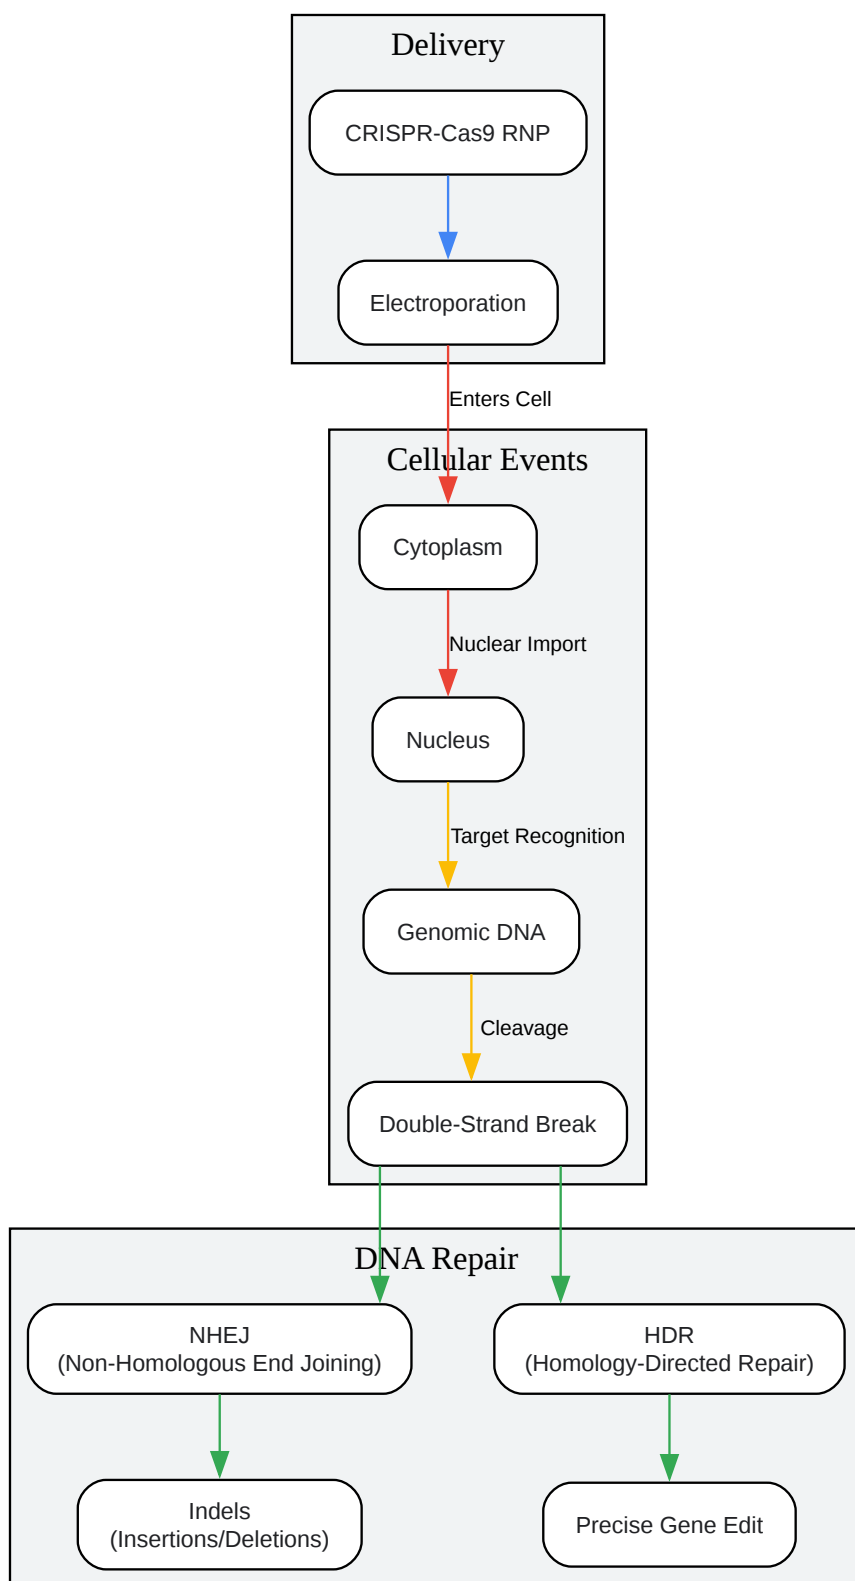 Delivery
CRISPR-Cas9 RNP
Electroporation
Enters Cell
Cellular Events
Cytoplasm
Nuclear Import
Nucleus
Target Recognition
Genomic DNA
Cleavage
Double-Strand Break
DNA Repair
NHEJ
(Non-Homologous End Joining)
HDR
(Homology-Directed Repair)
Indels
(Insertions/Deletions)
Precise Gene Edit